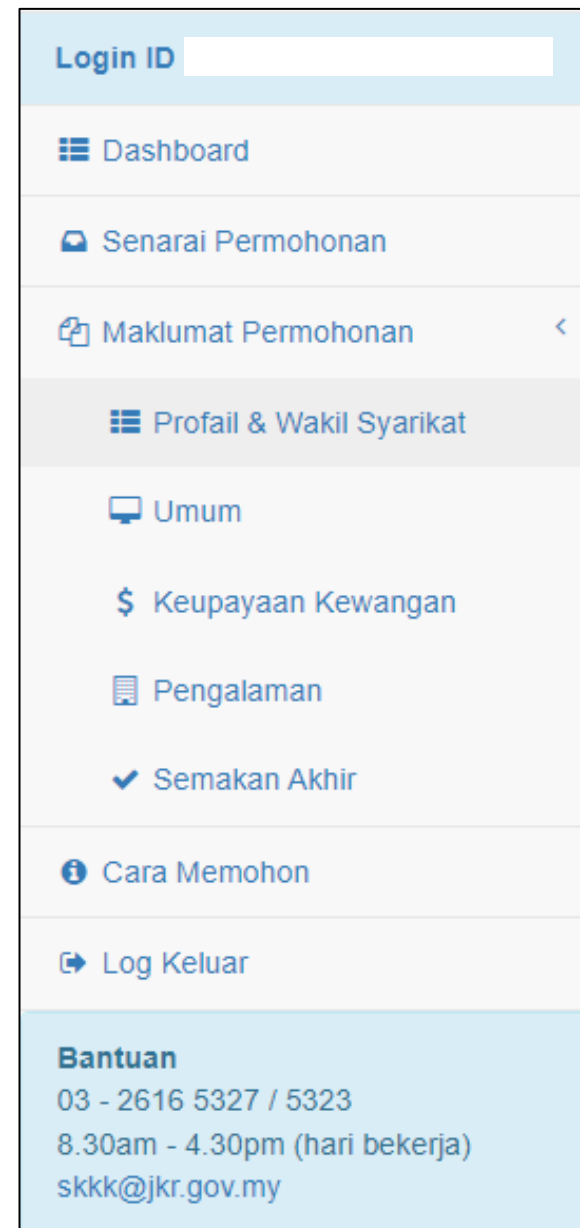 Login ID
Dashboard
Senarai Permohonan
Maklumat Permohonan
Profail & Wakil Syarikat
Umum
Keupayaan Kewangan
Pengalaman
Semakan Akhir
Cara Memohon
Log Keluar
Bantuan
03 - 2616 5327 / 5323
8.30am - 4.30pm (hari bekerja)
skkk@jkr.gov.my